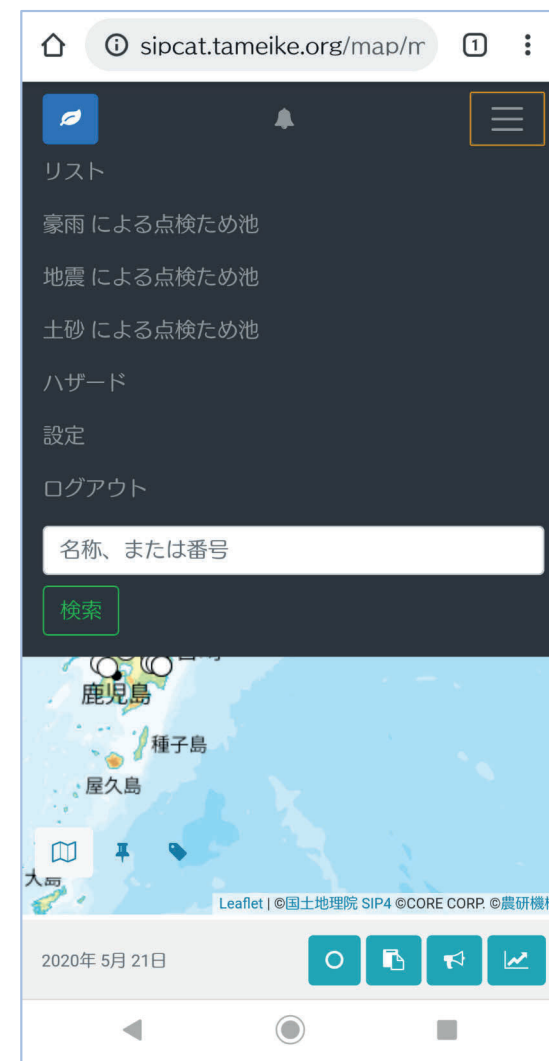 sipcat.tameike.org/map/m
1
リスト
豪雨 による点検ため池
地震 による点検ため池
土砂 による点検ため池
ハザード
設定
ログアウト
名称、または番号
検索
鹿児島
種子島
屋久島
大島
Leaflet | ©国土地理院 SIP4 ©CORE CORP. ©農研機
2020年 5月 21日